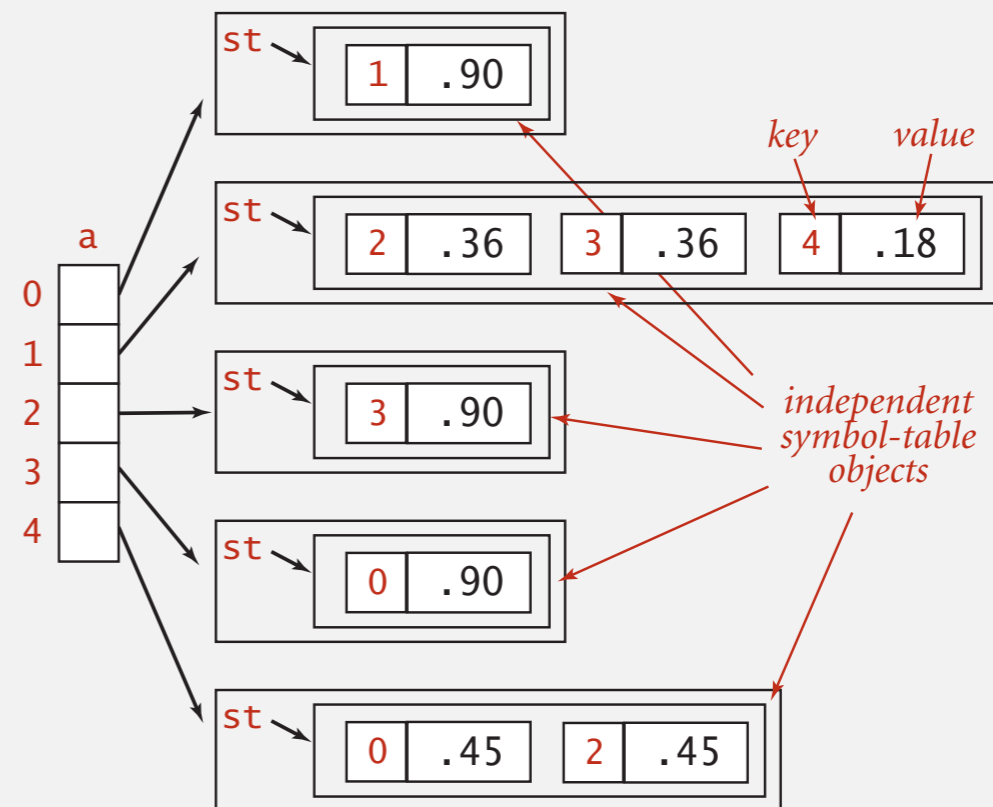 st
1 .90
key value
st
2 .36 3 .36 4 .18
a
0
1
2
3
4
st
3 .90
independent
symbol-table
objects
st
0 .90
st
0 .45 2 .45